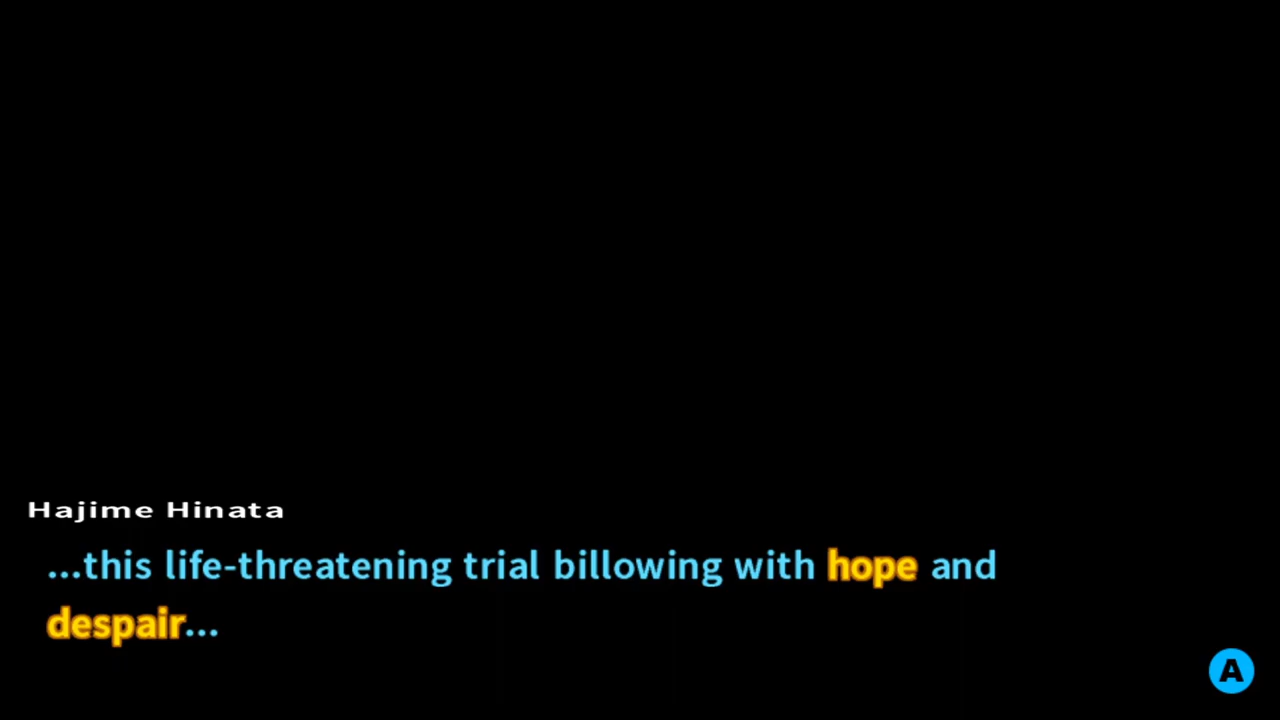 Hajime Hinata
...this life-threatening trial billowing with hope and
despair...
A